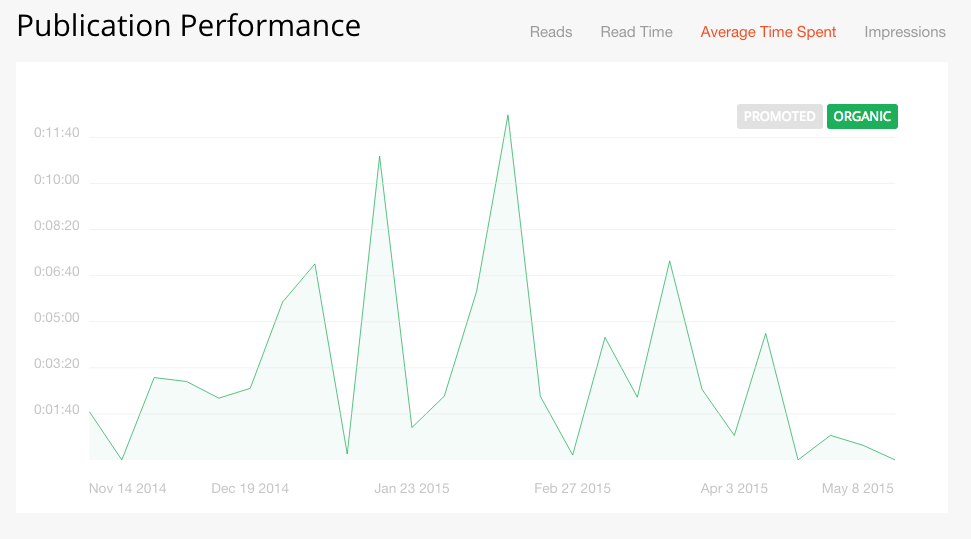 Publication Performance
Reads Read Time Average Time Spent Impressions
PROMOTED ORGANIC
0:11:40
0:10:00
0:08:20
0:06:40
0:05:00
0:03:20
0:01:40
Nov 14 2014 Dec 19 2014 Jan 23 2015 Feb 27 2015 Apr 3 2015 May 8 2015